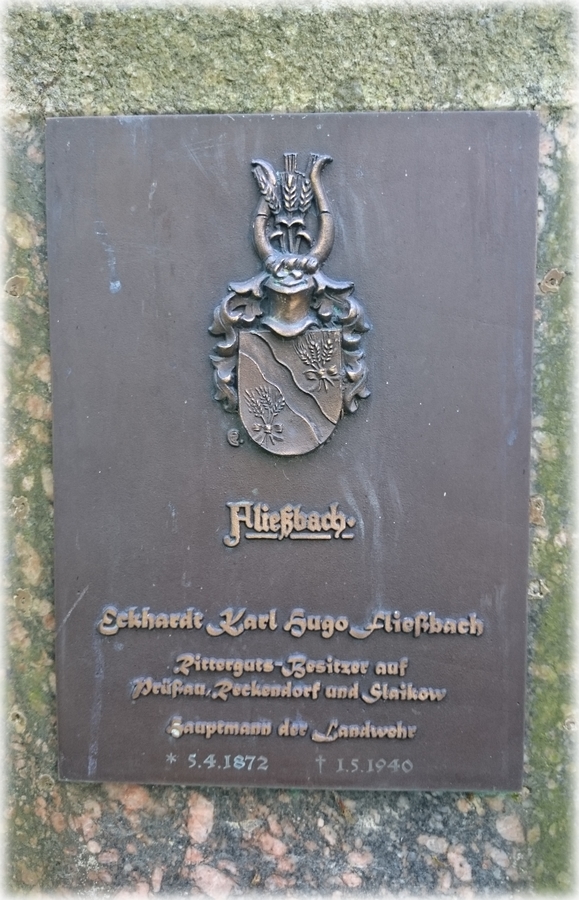 Fließbach.
Eckhardt Karl Hugo Fließbach
Ritterguts-Besitzer auf
Prüßau, Reckendorf und Slaikow
Hauptmann der Landwehr
* 5.4.1872 † 1.5.1940